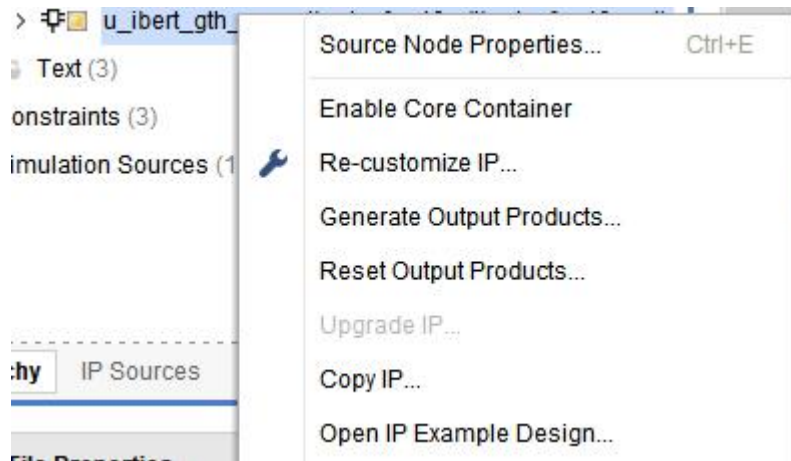 u_ibert_gth_
Source Node Properties... Ctrl+E
Text (3)
Enable Core Container
onstraints (3)
imulation Sources (1
Re-customize IP...
Generate Output Products...
Reset Output Products...
Upgrade IP...
hy IP Sources
Copy IP...
Open IP Example Design...